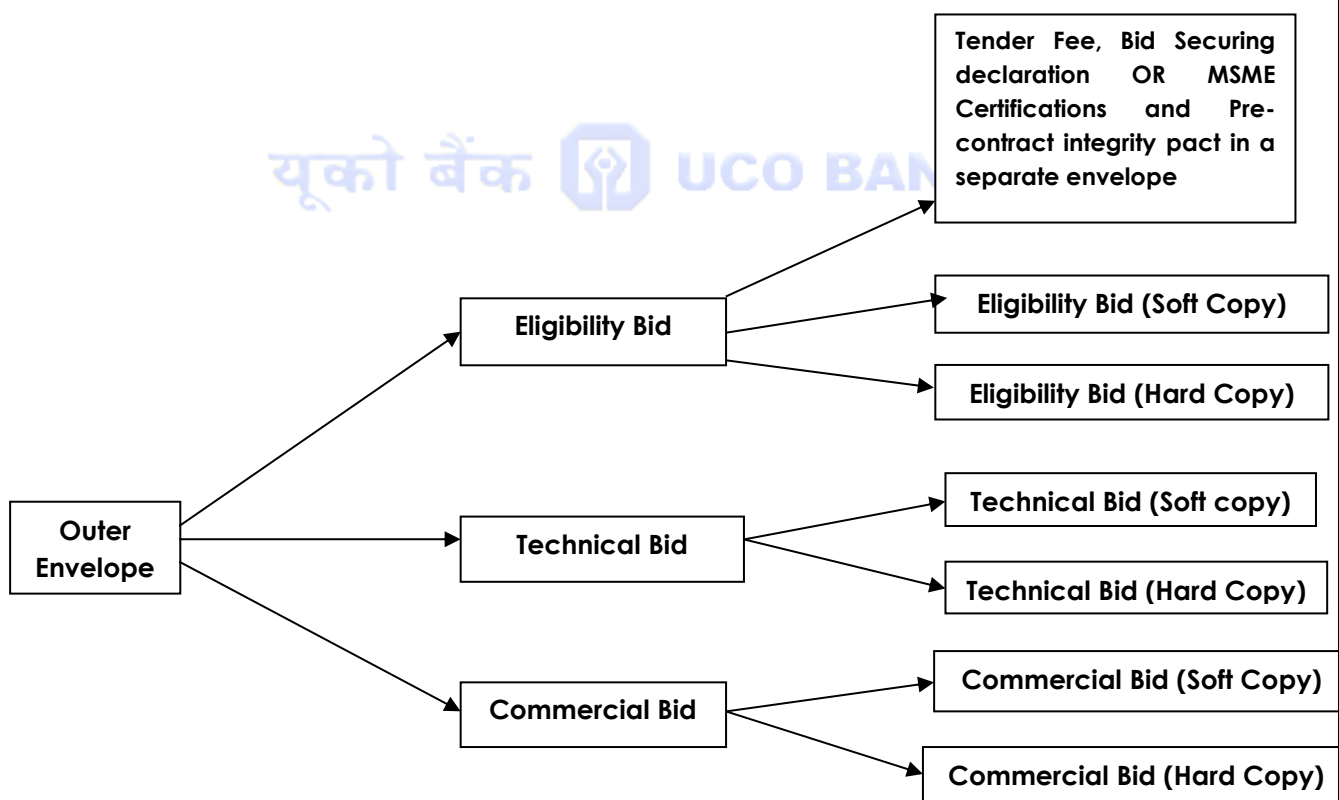 Tender Fee, Bid Securing
declaration OR MSME
Certifications and Pre-
contract integrity pact in a
separate envelope
यूको बैंक UCO BAN
Eligibility Bid (Soft Copy)
Eligibility Bid
Eligibility Bid (Hard Copy)
Technical Bid (Soft copy)
Outer
Envelope
Technical Bid
Technical Bid (Hard Copy)
Commercial Bid (Soft Copy)
Commercial Bid
Commercial Bid (Hard Copy)